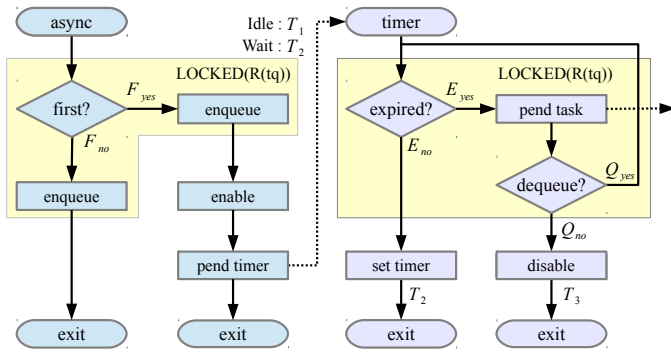 async
Idle : T1
Wait : T2
timer
LOCKED(R(tq))
LOCKED(R(tq))
first?
Fyes
enqueue
expired?
Eyes
pend task
Fno
Eno
enqueue
enable
dequeue?
Qyes
Qno
pend timer
set timer
disable
T2
T3
exit
exit
exit
exit